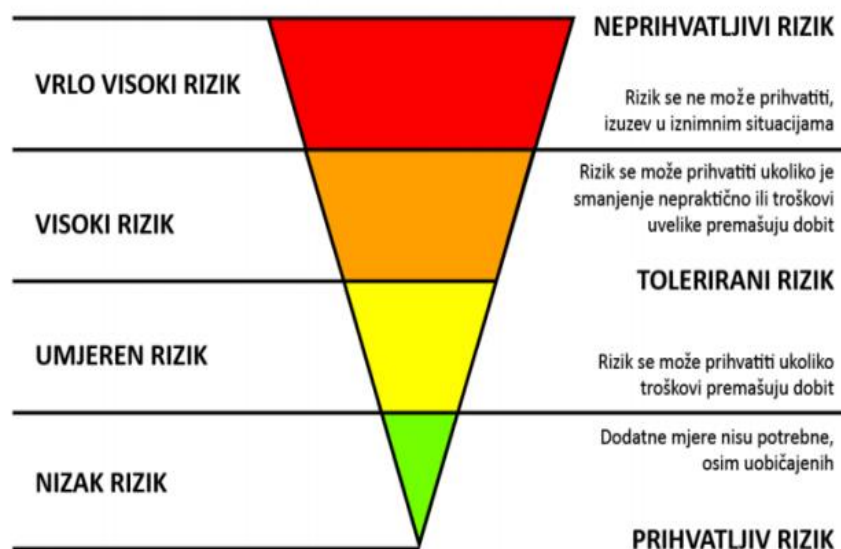 NEPRIHVATLJIVI RIZIK
VRLO VISOKI RIZIK
Rizik se ne može prihvatiti,
izuzev u iznimnim situacijama
Rizik se može prihvatiti ukoliko je
smanjenje nepraktično ili troškovi
uvelike premašuju dobit
VISOKI RIZIK
TOLERIRANI RIZIK
UMJEREN RIZIK
Rizik se može prihvatiti ukoliko
troškovi premašuju dobit
Dodatne mjere nisu potrebne,
osim uobičajenih
NIZAK RIZIK
PRIHVATLJIV RIZIK